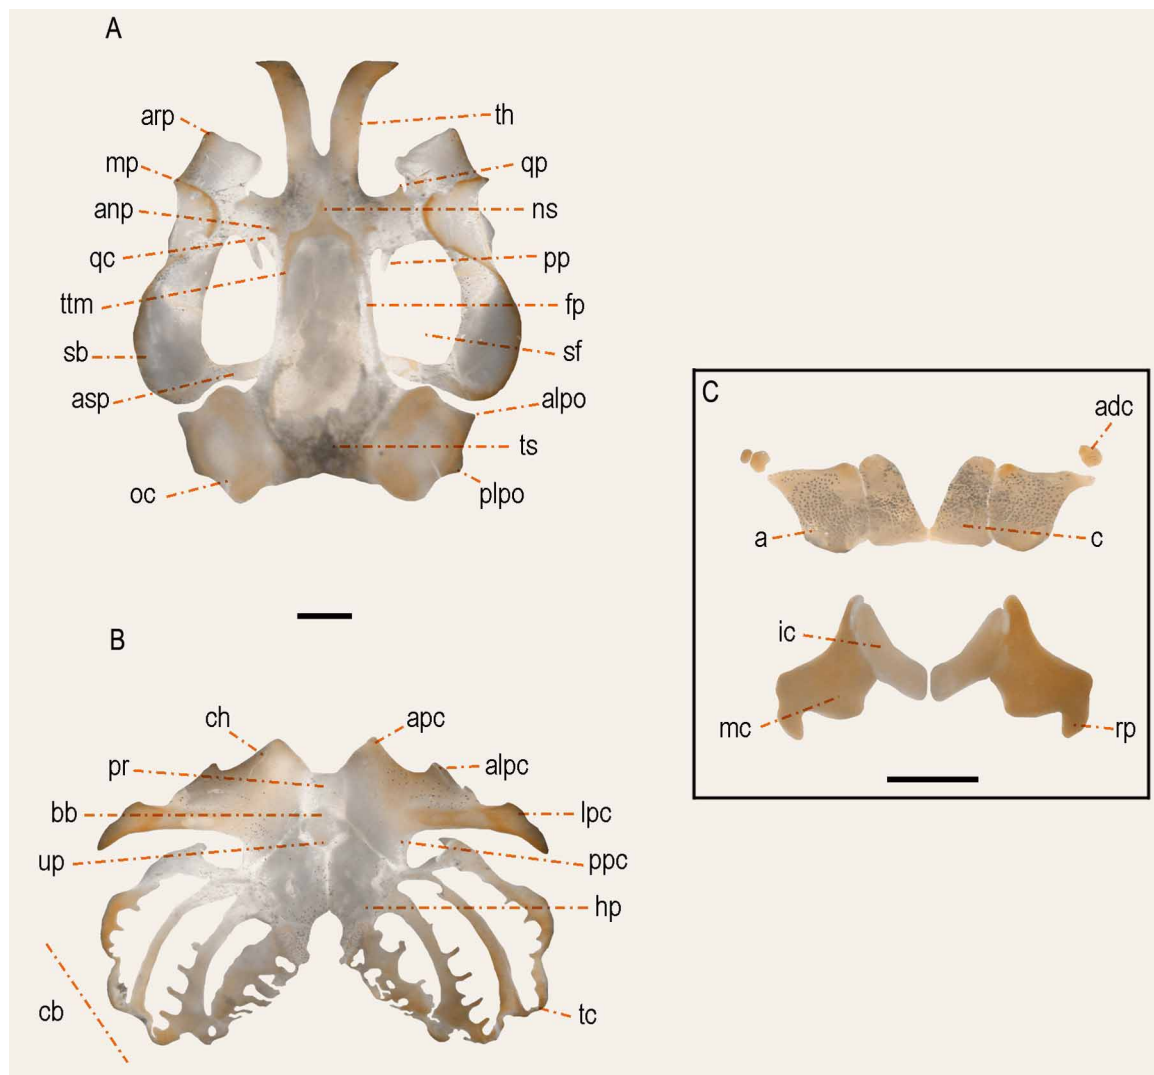 A
arp
th
mp
qp
anp
ns
qc
pp
ttm
fp
sb
sf
asp
alpo
ts
oc
plpo
B
ch
apc
pr
alpc
bb
lpc
up
ppc
hp
cb
tc
C
adc
a
c
ic
mc
rp